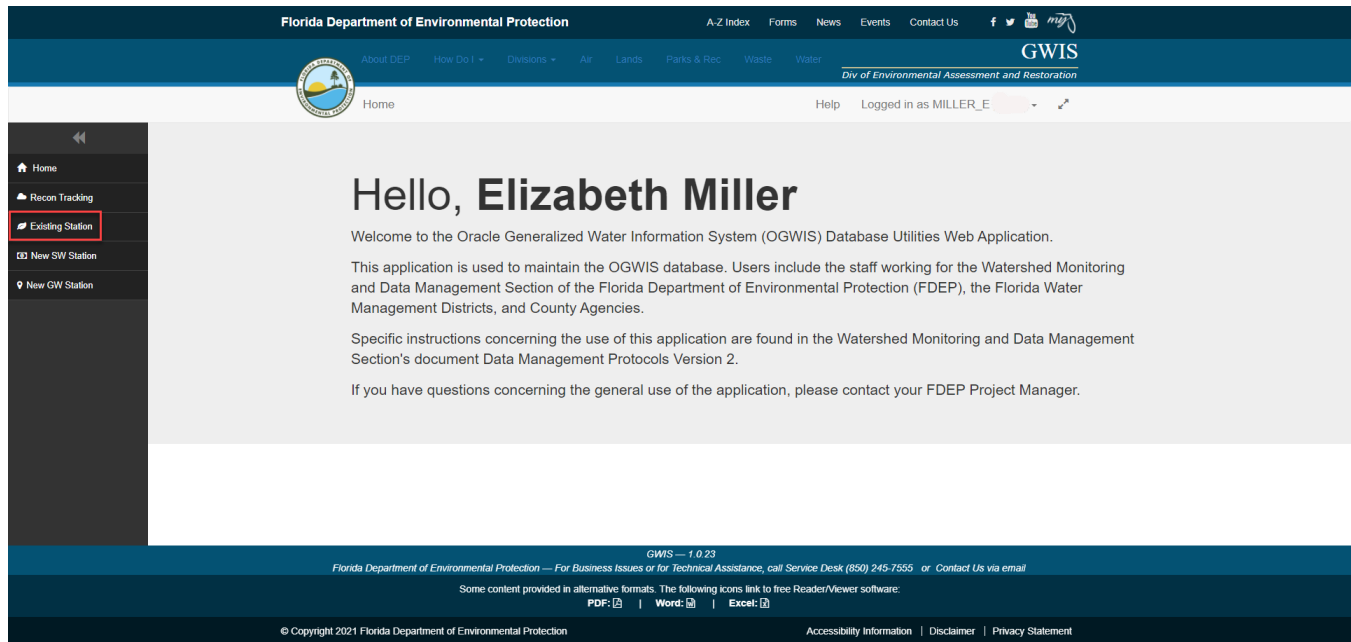 Florida Department of Environmental Protection
A-Z Index Forms News Events Contact Us
About DEP How Do I Divisions Air Lands Parks & Rec Waste Water
GWIS
Div of Environmental Assessment and Restoration
Home
Help Logged in as MILLER_E
Home
Recon Tracking
Existing Station
New SW Station
New GW Station
Hello, Elizabeth Miller
Welcome to the Oracle Generalized Water Information System (OGWIS) Database Utilities Web Application.
This application is used to maintain the OGWIS database. Users include the staff working for the Watershed Monitoring
and Data Management Section of the Florida Department of Environmental Protection (FDEP), the Florida Water
Management Districts, and County Agencies.
Specific instructions concerning the use of this application are found in the Watershed Monitoring and Data Management
Section's document Data Management Protocols Version 2.
If you have questions concerning the general use of the application, please contact your FDEP Project Manager.
GWIS — 1.0.23
Florida Department of Environmental Protection — For Business Issues or for Technical Assistance, call Service Desk (850) 245-7555 or Contact Us via email
Some content provided in alternative formats. The following icons link to free Reader/Viewer software:
PDF: | Word: | Excel:
© Copyright 2021 Florida Department of Environmental Protection
Accessibility Information | Disclaimer | Privacy Statement